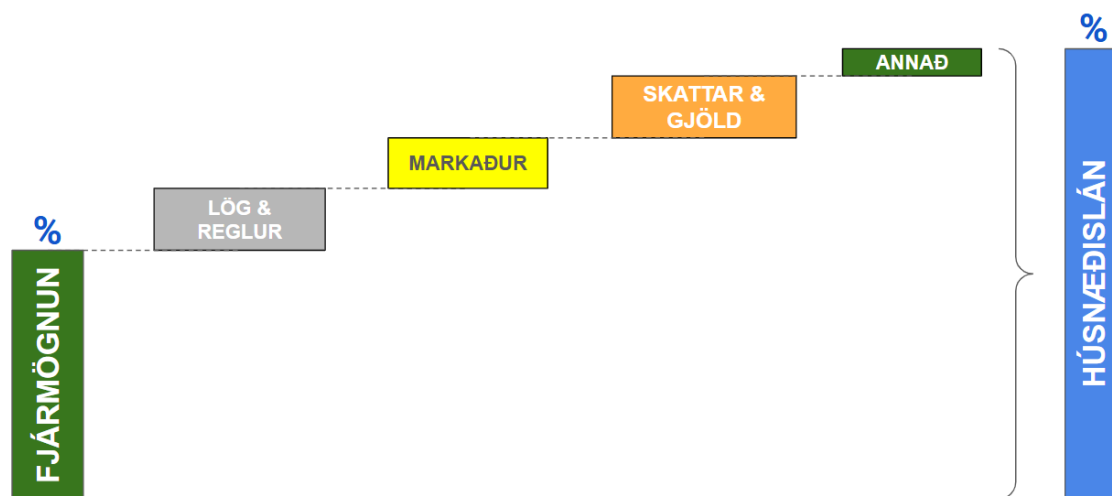 %
FJÁRMÖGNUN
LÖG &
REGLUR
MARKAÐUR
SKATTAR &
GJÖLD
ANNAÐ
%
HÚSNÆÐISLÁN